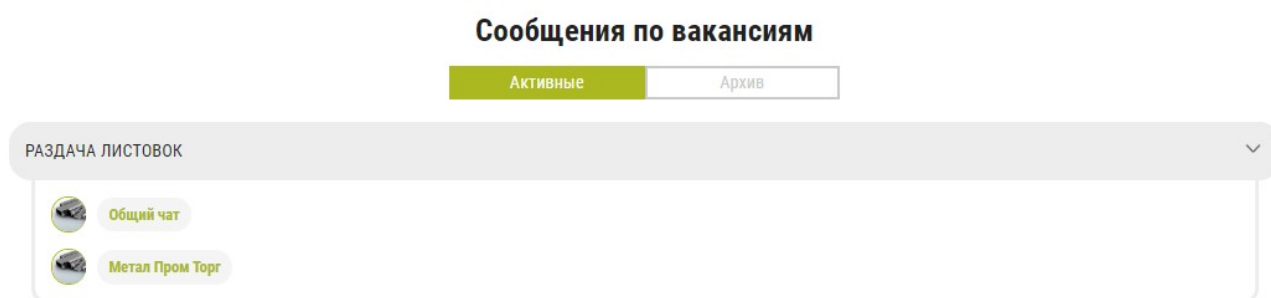 Сообщения по вакансиям
Активные Архив
РАЗДАЧА ЛИСТОВОК
Общий чат
Метал Пром Торг